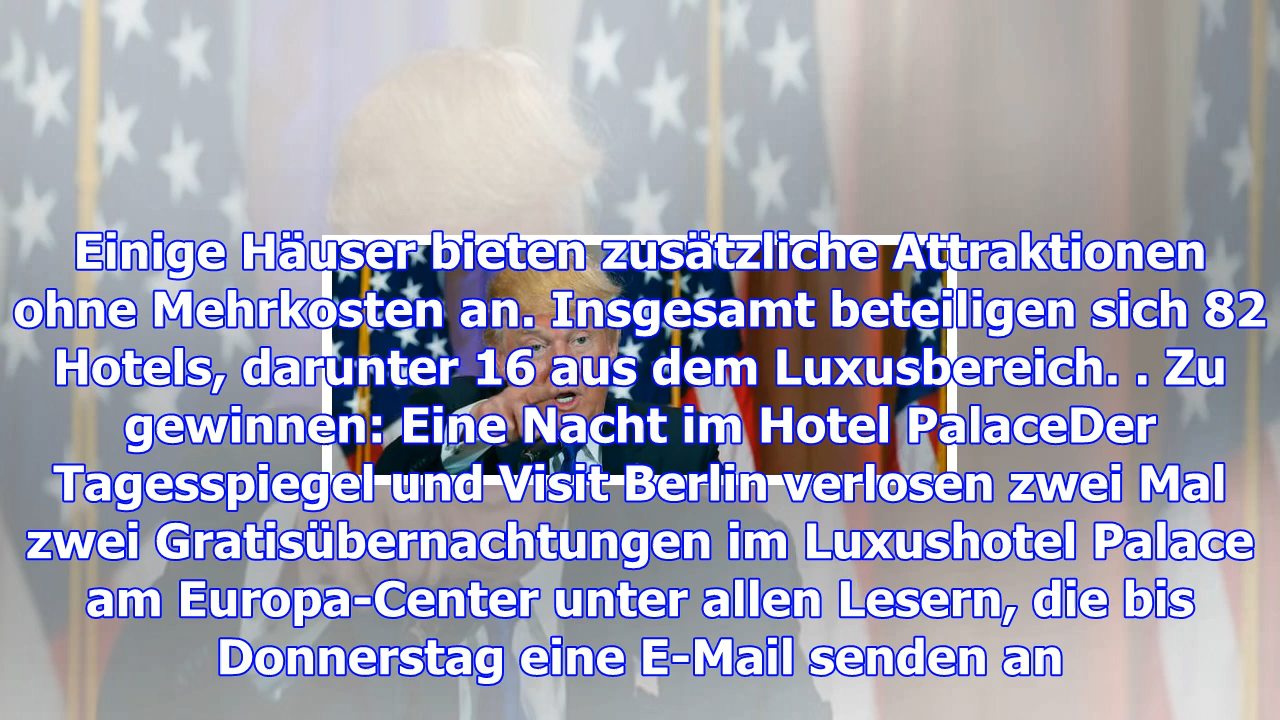 Einige Häuser bieten zusätzliche Attraktionen
ohne Mehrkosten an. Insgesamt beteiligen sich 82
Hotels, darunter 16 aus dem Luxusbereich. . Zu
gewinnen: Eine Nacht im Hotel PalaceDer
Tagesspiegel und Visit Berlin verlosen zwei Mal
zwei Gratisübernachtungen im Luxushotel Palace
am Europa-Center unter allen Lesern, die bis
Donnerstag eine E-Mail senden an